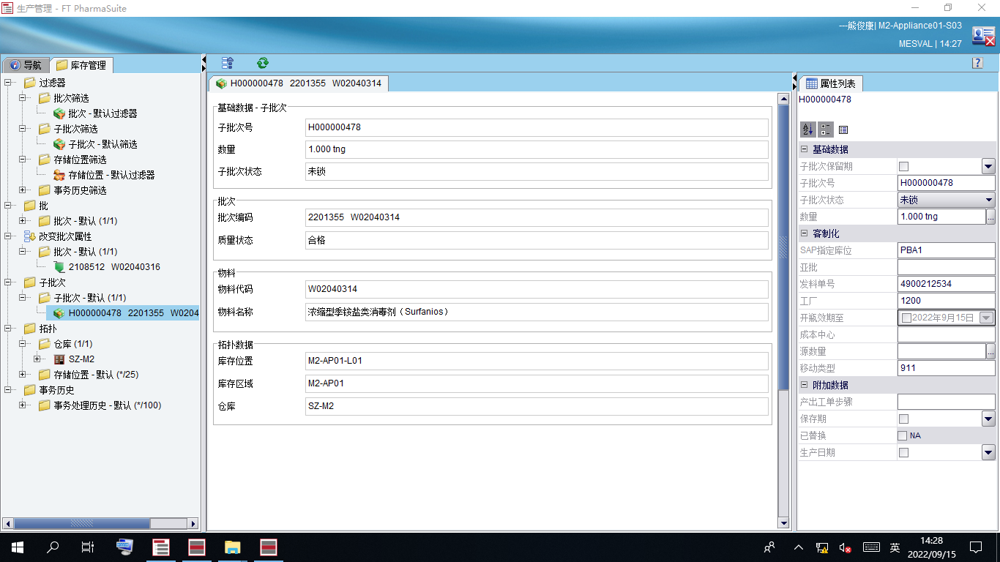 生产管理 - FT PharmaSuite
---熊俊康| M2-Appliance01-S03
MESVAL | 14:27
导航
库存管理
过滤器
批次筛选
批次 - 默认过滤器
子批次筛选
子批次 - 默认筛选
存储位置筛选
存储位置 - 默认过滤器
事务历史筛选
批
批次 - 默认 (1/1)
改变批次属性
批次 - 默认 (1/1)
2108512 W02040316
子批次
子批次 - 默认 (1/1)
H000000478 2201355 W0204
拓扑
仓库 (1/1)
SZ-M2
存储位置 - 默认 (*/25)
事务历史
事务处理历史 - 默认 (*/100)
H000000478 2201355 W02040314
基础数据 - 子批次
子批次号 H000000478
数量 1.000 tng
子批次状态 未锁
批次
批次编码 2201355 W02040314
质量状态 合格
物料
物料代码 W02040314
物料名称 浓缩型季铵盐类消毒剂（Surfanios）
拓扑数据
库存位置 M2-AP01-L01
库存区域 M2-AP01
仓库 SZ-M2
?
属性列表
H000000478
基础数据
子批次保留期
子批次号 H000000478
子批次状态 未锁
数量 1.000 tng ...
客制化
SAP指定库位 PBA1
亚批
发料单号 4900212534
工厂 1200
开瓶效期至 2022年9月15日
成本中心
源数量 ...
移动类型 911
附加数据
产出工单步骤
保存期
已替换 NA
生产日期
英
14:28
2022/09/15